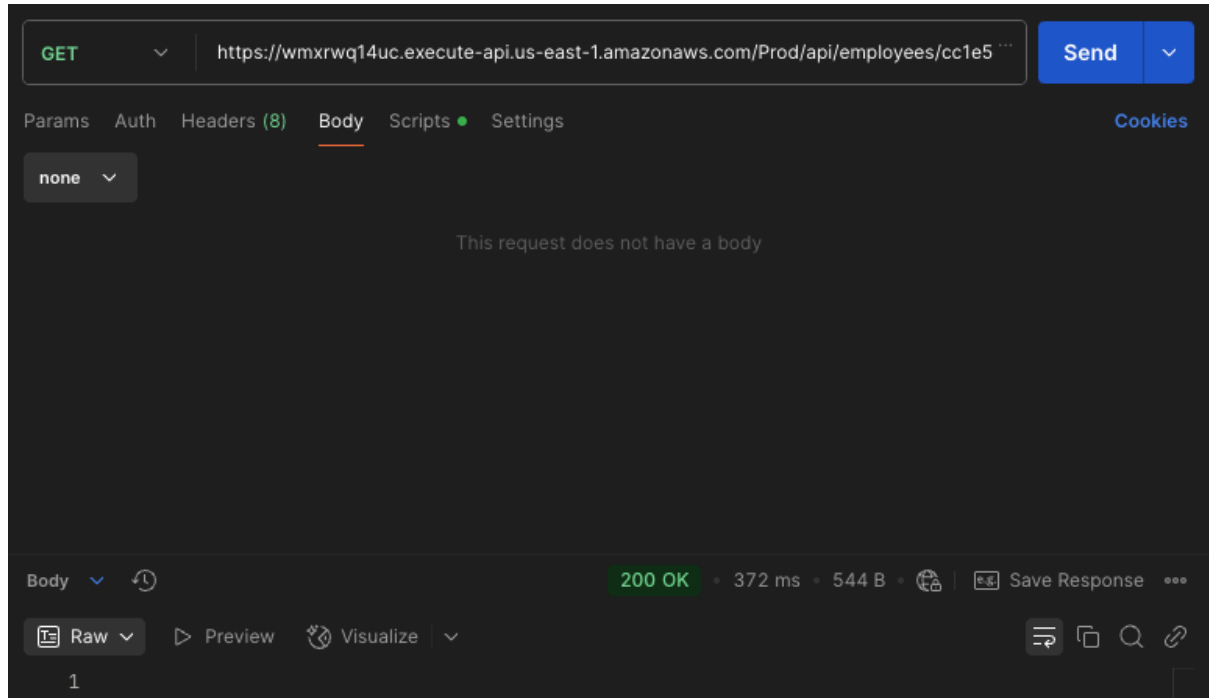 GET https://wmxrwq14uc.execute-api.us-east-1.amazonaws.com/Prod/api/employees/cc1e5 ... Send
Params Auth Headers (8) Body Scripts Settings Cookies
none
This request does not have a body
Body 200 OK • 372 ms • 544 B • e.g. Save Response
Raw Preview Visualize
1